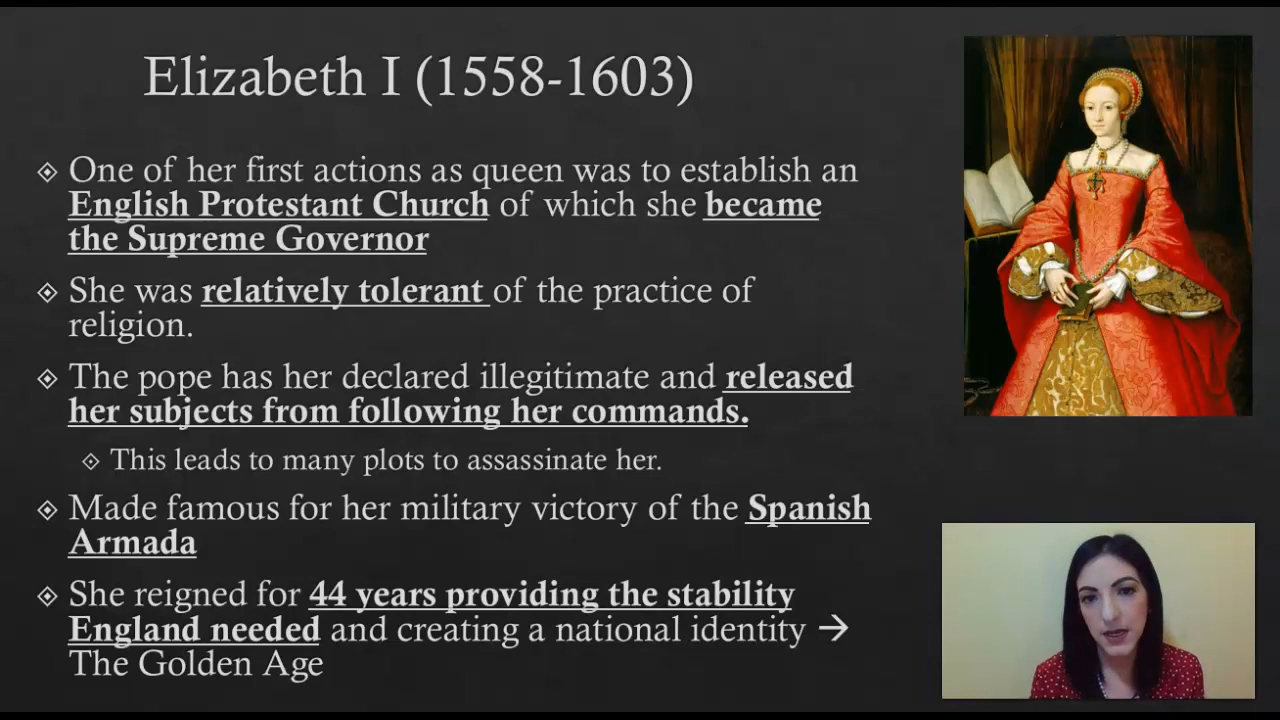 Elizabeth I (1558-1603)
One of her first actions as queen was to establish an
English Protestant Church of which she became
the Supreme Governor
She was relatively tolerant of the practice of
religion.
The pope has her declared illegitimate and released
her subjects from following her commands.
This leads to many plots to assassinate her.
Made famous for her military victory of the Spanish
Armada
She reigned for 44 years providing the stability
England needed and creating a national identity →
The Golden Age